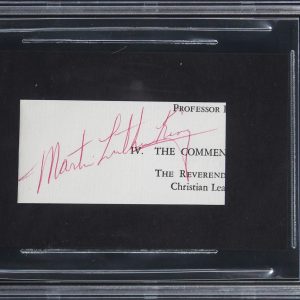 PROFESSOR
Martin Luther King
IV. THE COMMEN
THE REVEREND
Christian Lea